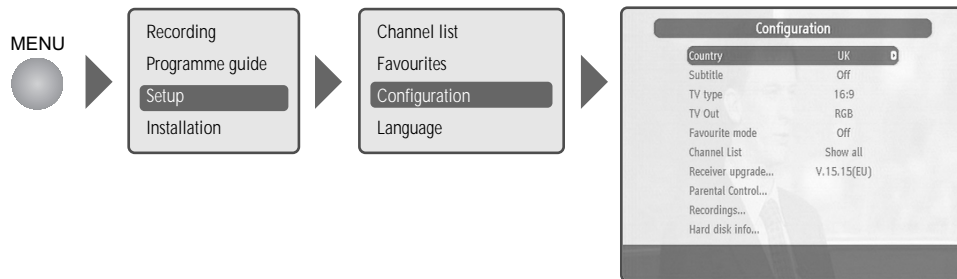 MENU
Recording
Programme guide
Setup
Installation
Channel list
Favourites
Configuration
Language
Configuration
Country UK
Subtitle Off
TV type 16:9
TV Out RGB
Favourite mode Off
Channel List Show all
Receiver upgrade... V.15.15(EU)
Parental Control...
Recordings...
Hard disk info...